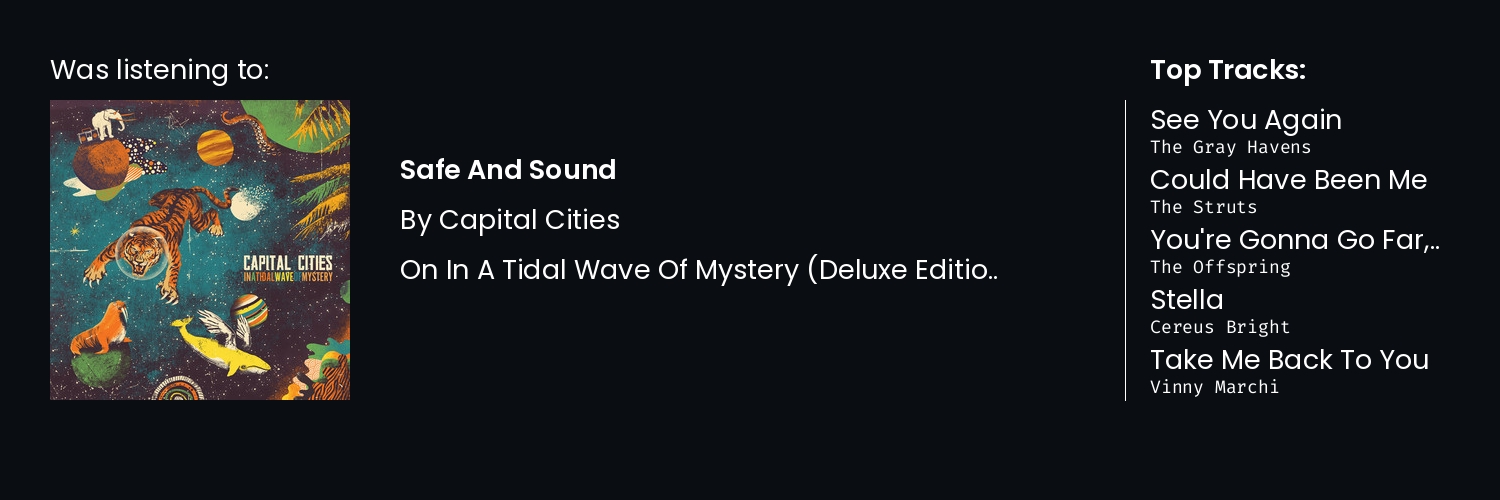 Was listening to:
CAPITAL CITIES
IN A TIDAL WAVE OF MYSTERY
Safe And Sound
By Capital Cities
On In A Tidal Wave Of Mystery (Deluxe Editio..
Top Tracks:
See You Again
The Gray Havens
Could Have Been Me
The Struts
You're Gonna Go Far,..
The Offspring
Stella
Cereus Bright
Take Me Back To You
Vinny Marchi